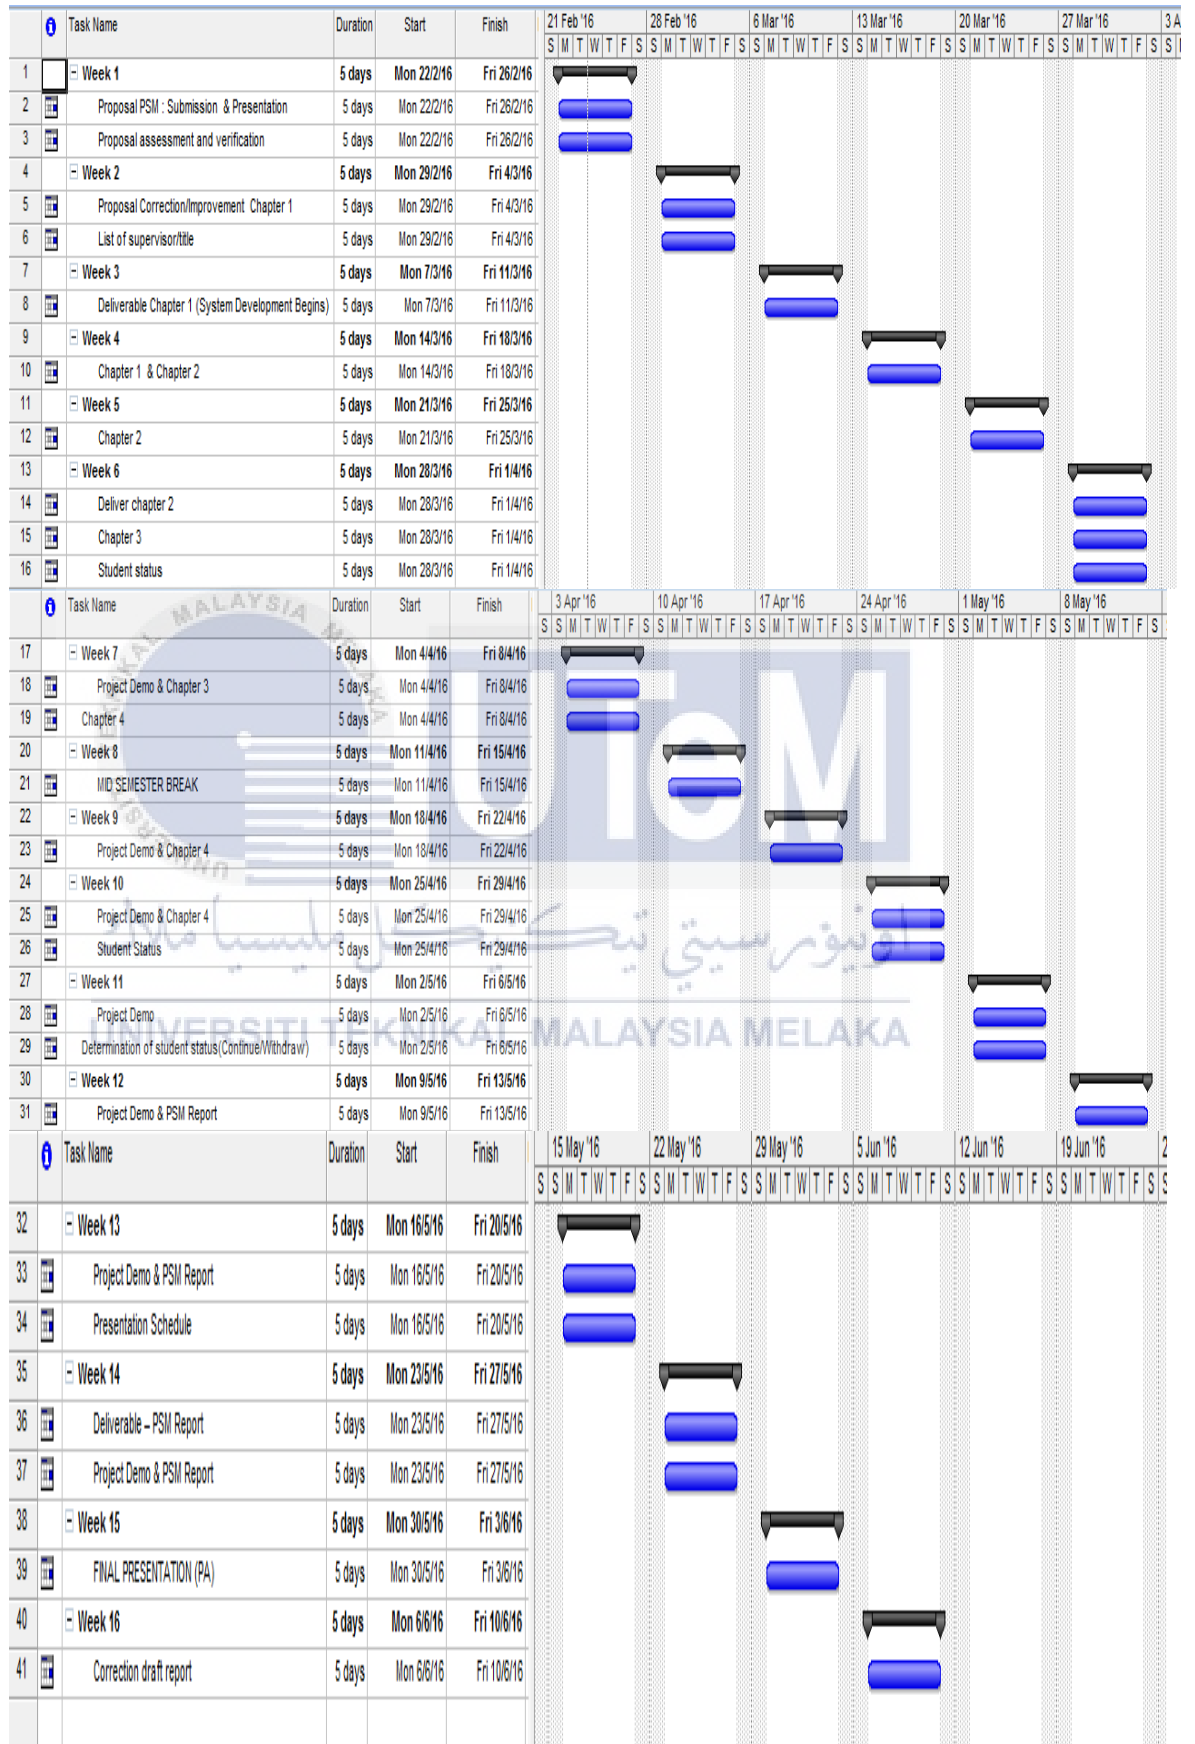 Task Name Duration Start Finish 21 Feb '16 28 Feb '16 6 Mar '16 13 Mar '16 20 Mar '16 27 Mar '16 3 A
S M T W T F S S M T W T F S S M T W T F S S M T W T F S S M T W T F S S M T W T F S S
1 Week 1 5 days Mon 22/2/16 Fri 26/2/16
2 Proposal PSM : Submission & Presentation 5 days Mon 22/2/16 Fri 26/2/16
3 Proposal assessment and verification 5 days Mon 22/2/16 Fri 26/2/16
4 Week 2 5 days Mon 29/2/16 Fri 4/3/16
5 Proposal Correction/Improvement Chapter 1 5 days Mon 29/2/16 Fri 4/3/16
6 List of supervisor/title 5 days Mon 29/2/16 Fri 4/3/16
7 Week 3 5 days Mon 7/3/16 Fri 11/3/16
8 Deliverable Chapter 1 (System Development Begins) 5 days Mon 7/3/16 Fri 11/3/16
9 Week 4 5 days Mon 14/3/16 Fri 18/3/16
10 Chapter 1 & Chapter 2 5 days Mon 14/3/16 Fri 18/3/16
11 Week 5 5 days Mon 21/3/16 Fri 25/3/16
12 Chapter 2 5 days Mon 21/3/16 Fri 25/3/16
13 Week 6 5 days Mon 28/3/16 Fri 1/4/16
14 Deliver chapter 2 5 days Mon 28/3/16 Fri 1/4/16
15 Chapter 3 5 days Mon 28/3/16 Fri 1/4/16
16 Student status 5 days Mon 28/3/16 Fri 1/4/16
Task Name Duration Start Finish 3 Apr '16 10 Apr '16 17 Apr '16 24 Apr '16 1 May '16 8 May '16
S S M T W T F S S M T W T F S S M T W T F S S M T W T F S S M T W T F S S M T W T F S
17 Week 7 5 days Mon 4/4/16 Fri 8/4/16
18 Project Demo & Chapter 3 5 days Mon 4/4/16 Fri 8/4/16
19 Chapter 4 5 days Mon 4/4/16 Fri 8/4/16
20 Week 8 5 days Mon 11/4/16 Fri 15/4/16
21 MID SEMESTER BREAK 5 days Mon 11/4/16 Fri 15/4/16
22 Week 9 5 days Mon 18/4/16 Fri 22/4/16
23 Project Demo & Chapter 4 5 days Mon 18/4/16 Fri 22/4/16
24 Week 10 5 days Mon 25/4/16 Fri 29/4/16
25 Project Demo & Chapter 4 5 days Mon 25/4/16 Fri 29/4/16
26 Student Status 5 days Mon 25/4/16 Fri 29/4/16
27 Week 11 5 days Mon 2/5/16 Fri 6/5/16
28 Project Demo 5 days Mon 2/5/16 Fri 6/5/16
29 Determination of student status(Continue/Withdraw) 5 days Mon 2/5/16 Fri 6/5/16
30 Week 12 5 days Mon 9/5/16 Fri 13/5/16
31 Project Demo & PSM Report 5 days Mon 9/5/16 Fri 13/5/16
UNIVERSITI TEKNIKAL MALAYSIA MELAKA
UTeM
اونيۏرسيتي تيكنيكل مليسيا ملاك
UNIVERSITI TEKNIKAL MALAYSIA MELAKA
Task Name Duration Start Finish 15 May '16 22 May '16 29 May '16 5 Jun '16 12 Jun '16 19 Jun '16 2
S S M T W T F S S M T W T F S S M T W T F S S M T W T F S S M T W T F S S M T W T F S S
32 Week 13 5 days Mon 16/5/16 Fri 20/5/16
33 Project Demo & PSM Report 5 days Mon 16/5/16 Fri 20/5/16
34 Presentation Schedule 5 days Mon 16/5/16 Fri 20/5/16
35 Week 14 5 days Mon 23/5/16 Fri 27/5/16
36 Deliverable – PSM Report 5 days Mon 23/5/16 Fri 27/5/16
37 Project Demo & PSM Report 5 days Mon 23/5/16 Fri 27/5/16
38 Week 15 5 days Mon 30/5/16 Fri 3/6/16
39 FINAL PRESENTATION (PA) 5 days Mon 30/5/16 Fri 3/6/16
40 Week 16 5 days Mon 6/6/16 Fri 10/6/16
41 Correction draft report 5 days Mon 6/6/16 Fri 10/6/16